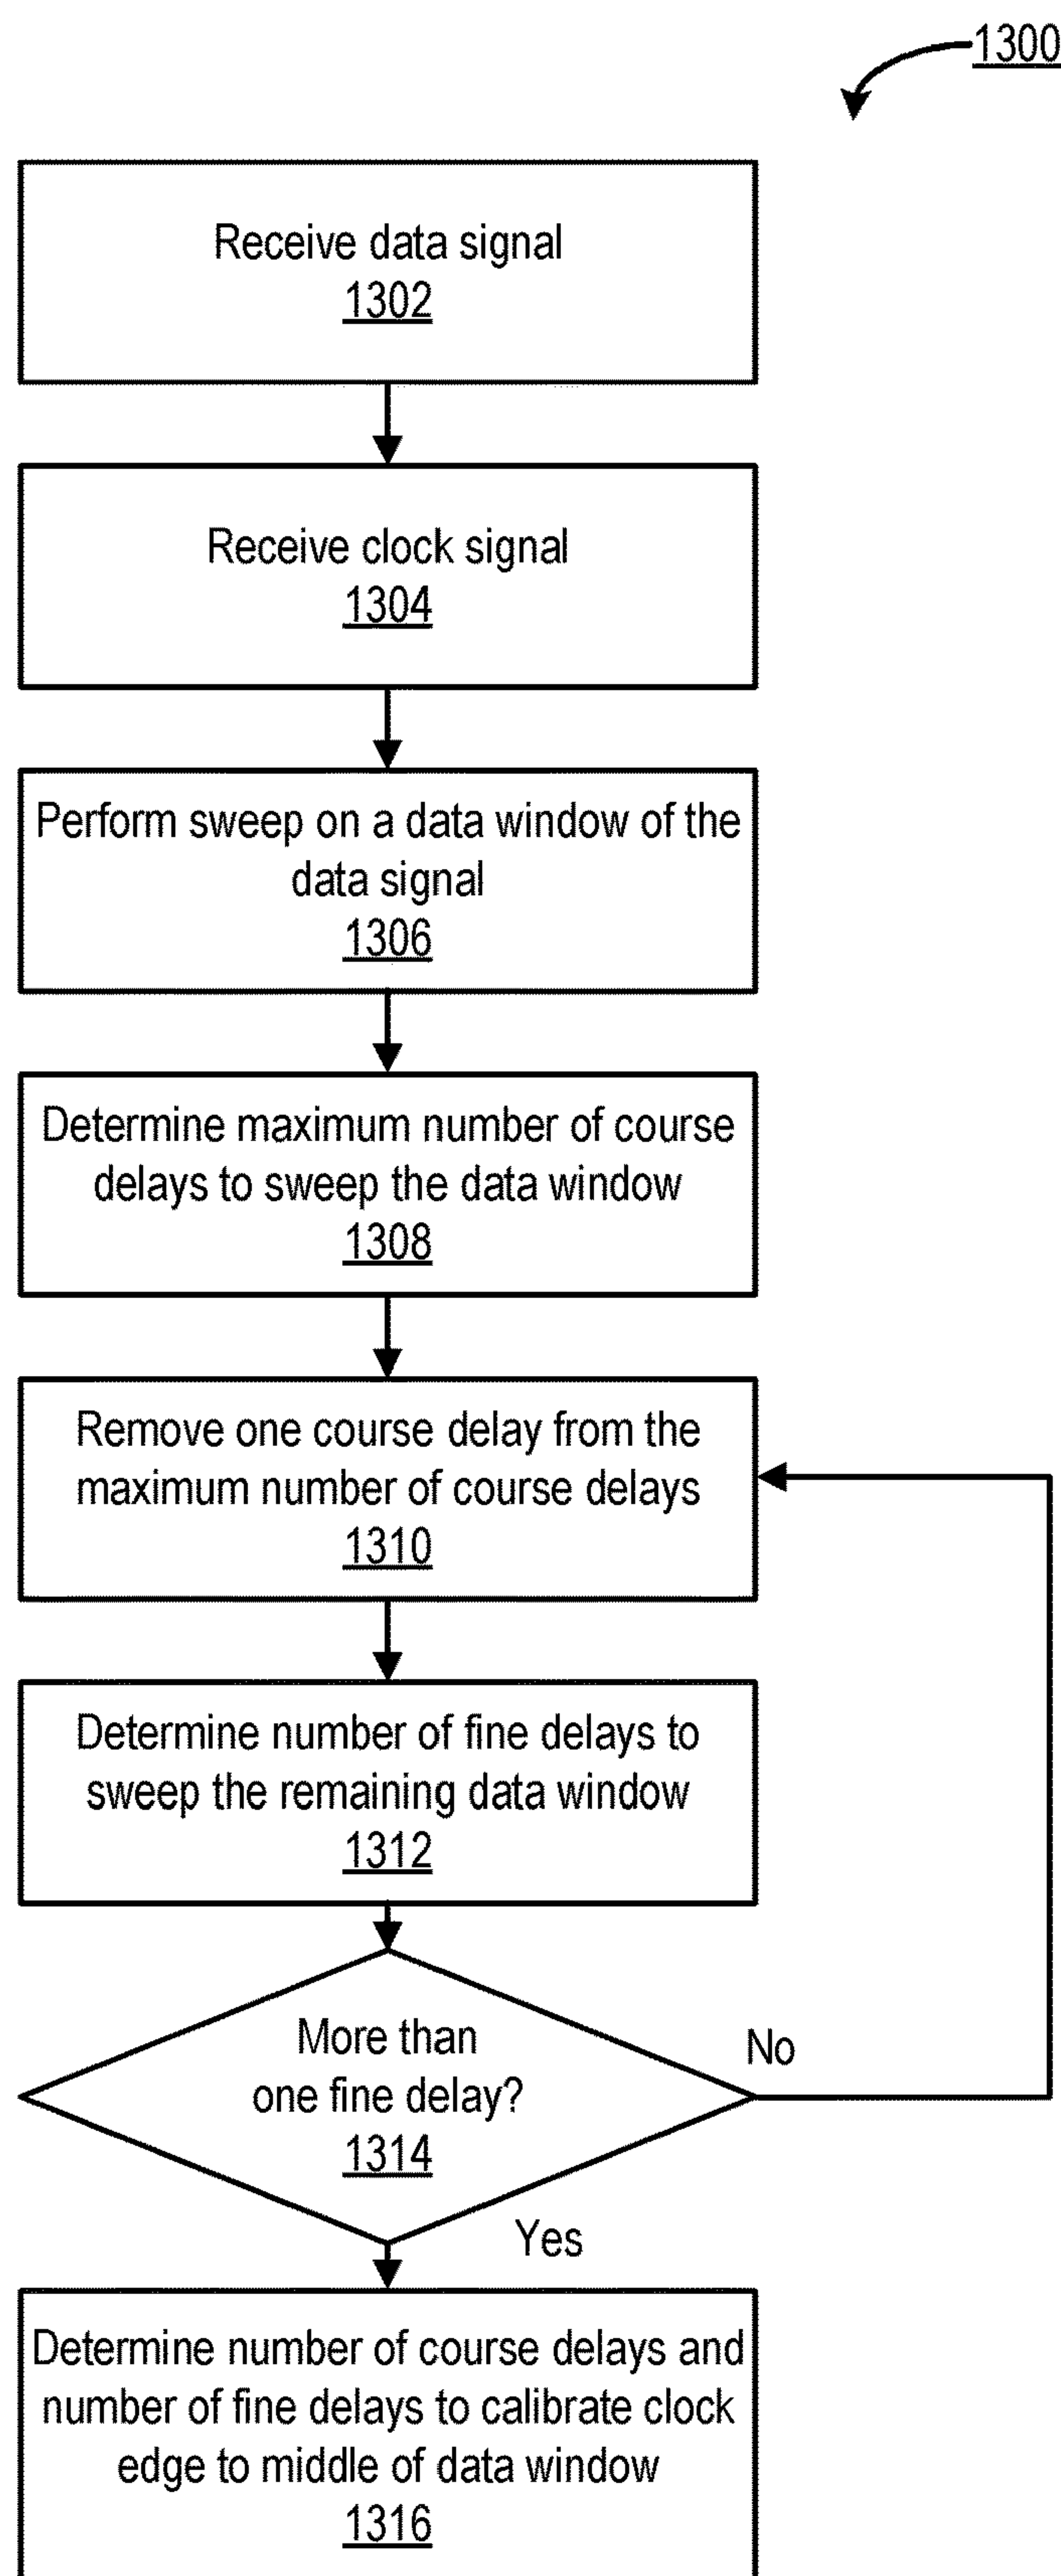 1300
Receive data signal
1302
Receive clock signal
1304
Perform sweep on a data window of the
data signal
1306
Determine maximum number of course
delays to sweep the data window
1308
Remove one course delay from the
maximum number of course delays
1310
Determine number of fine delays to
sweep the remaining data window
1312
More than
one fine delay?
1314
No
Yes
Determine number of course delays and
number of fine delays to calibrate clock
edge to middle of data window
1316